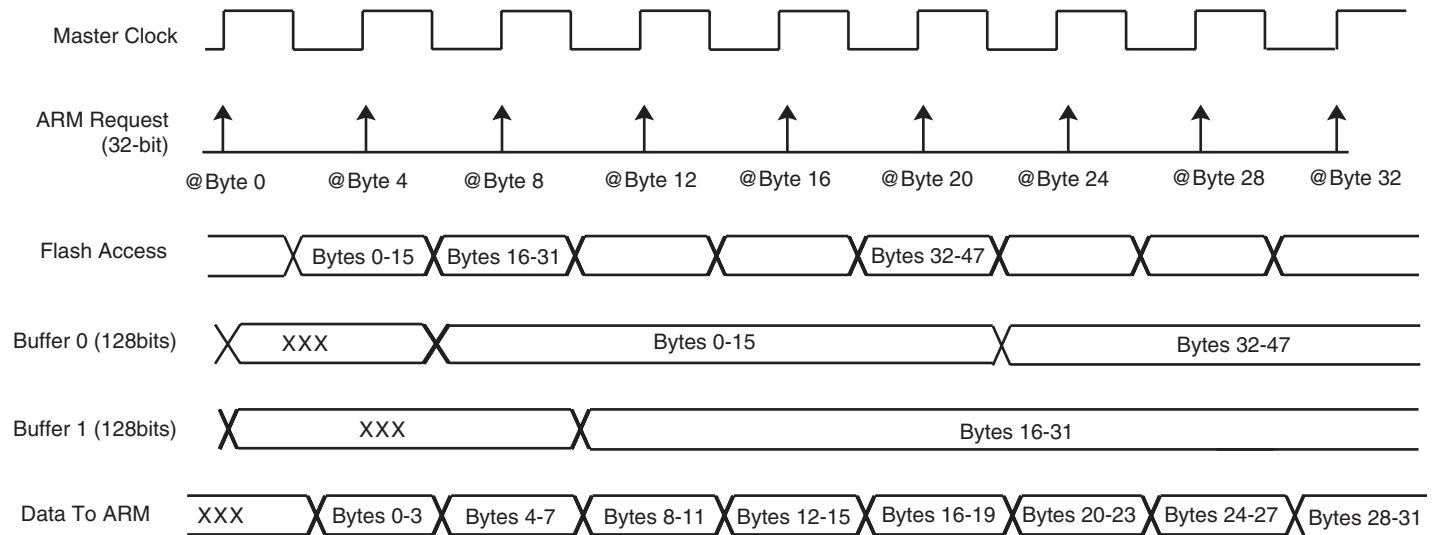 Master Clock
ARM Request
(32-bit)
@Byte 0 @Byte 4 @Byte 8 @Byte 12 @Byte 16 @Byte 20 @Byte 24 @Byte 28 @Byte 32
Flash Access Bytes 0-15 Bytes 16-31 Bytes 32-47
Buffer 0 (128bits) XXX Bytes 0-15 Bytes 32-47
Buffer 1 (128bits) XXX Bytes 16-31
Data To ARM XXX Bytes 0-3 Bytes 4-7 Bytes 8-11 Bytes 12-15 Bytes 16-19 Bytes 20-23 Bytes 24-27 Bytes 28-31